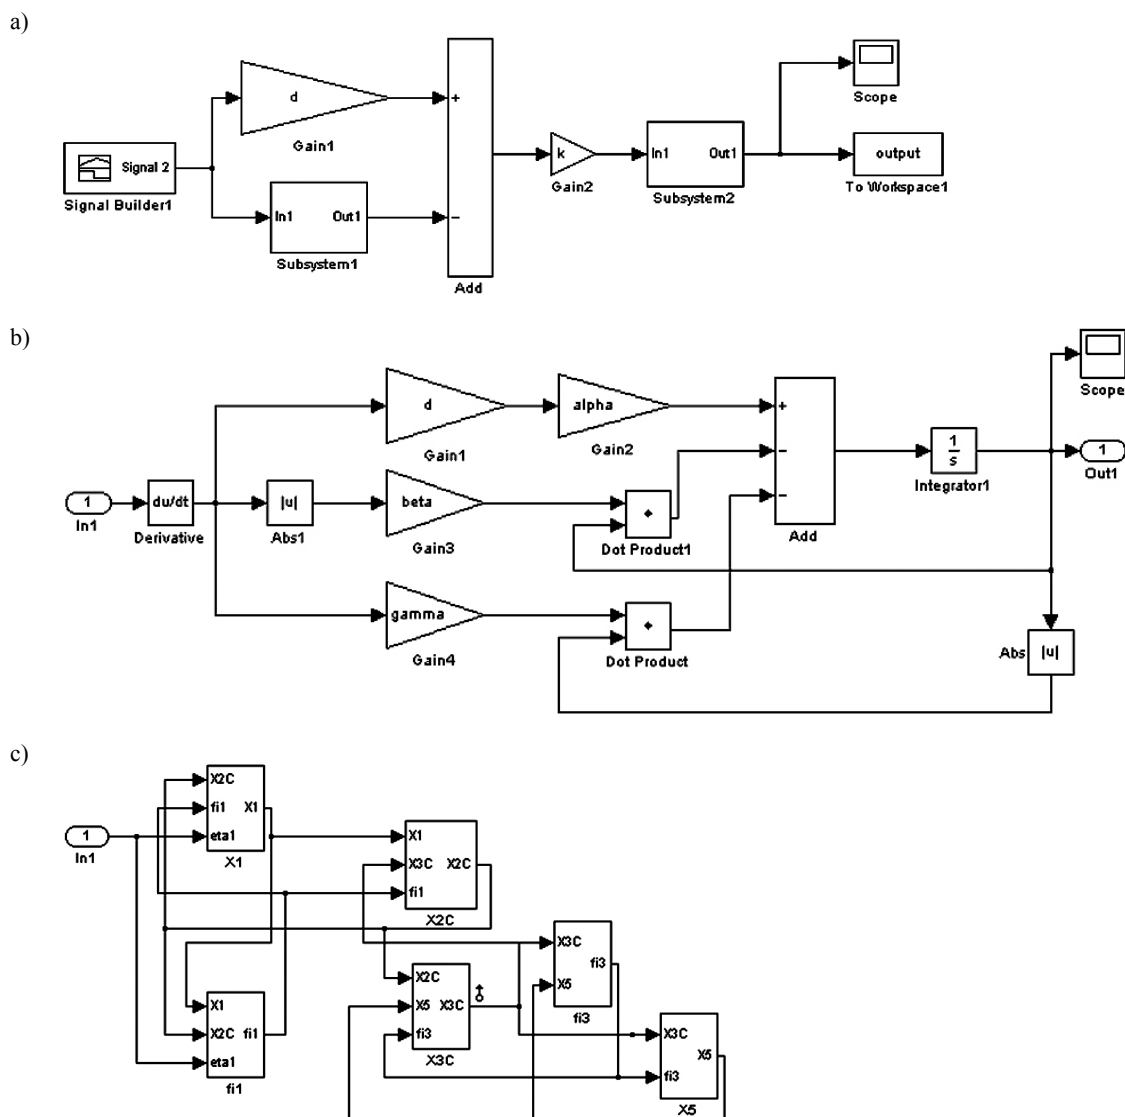 a)
d
+
Gain1
Signal 2
Signal Builder1
In1 Out1
Subsystem1
−
Add
k
Gain2
In1 Out1
Subsystem2
Scope
output
To Workspace1
b)
Scope
d
Gain1
alpha
Gain2
+
−
−
Add
1
s
Integrator1
1
Out1
1
In1
du/dt
Derivative
|u|
Abs1
beta
Gain3
Dot Product1
gamma
Gain4
Dot Product
Abs
|u|
c)
X2C
fi1 X1
eta1
X1
1
In1
X1
X3C X2C
fi1
X2C
X3C
fi3
X5
fi3
X2C
X5 X3C
fi3
X3C
X1
X2C fi1
eta1
fi1
X3C
X5
fi3
X5